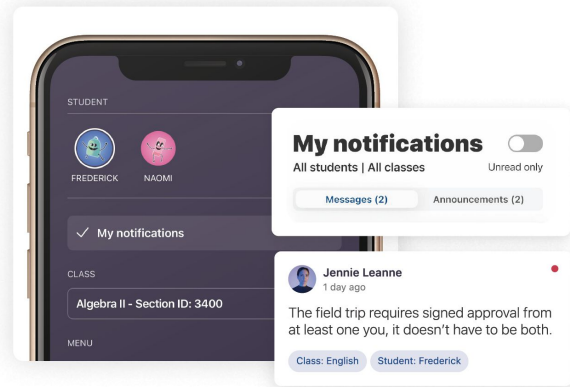 STUDENT
FREDERICK
NAOMI
My notifications
CLASS
Algebra II - Section ID: 3400
MENU
My notifications
All students | All classes
Unread only
Messages (2)
Announcements (2)
Jennie Leanne
1 day ago
The field trip requires signed approval from
at least one you, it doesn't have to be both.
Class: English
Student: Frederick